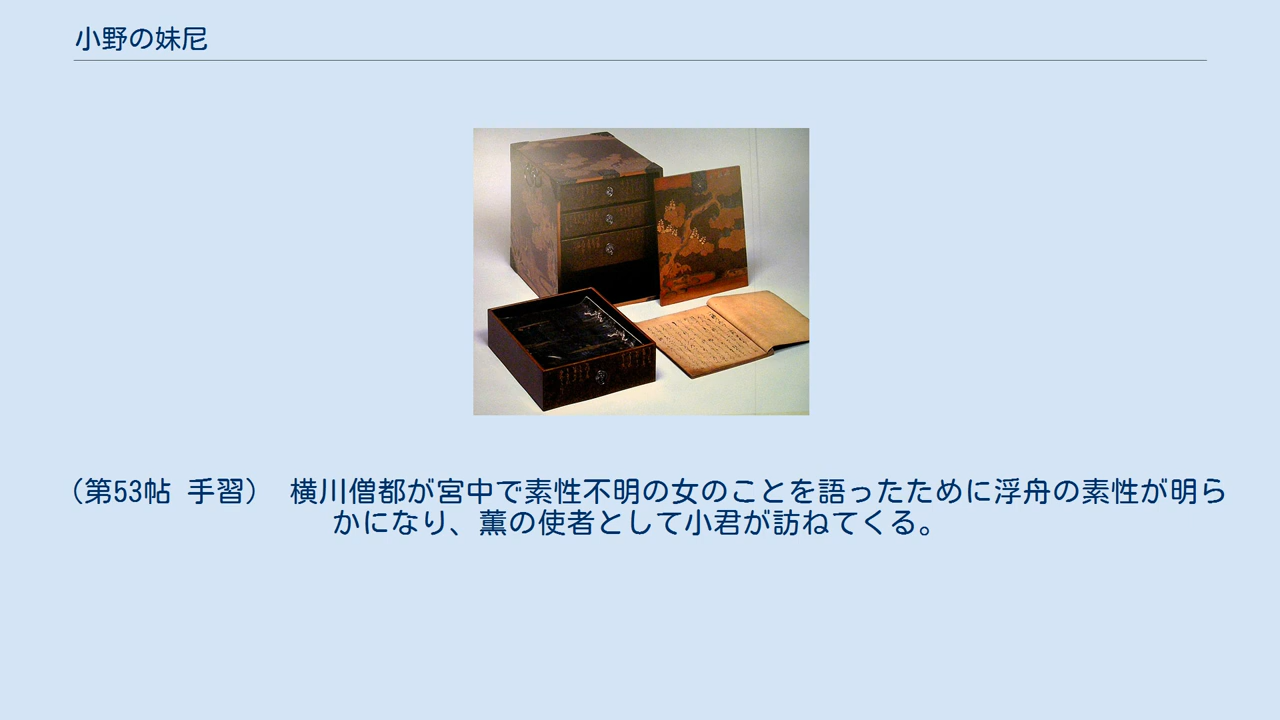 小野の妹尼
（第53帖 手習） 横川僧都が宮中で素性不明の女のことを語ったために浮舟の素性が明ら
かになり、薫の使者として小君が訪ねてくる。